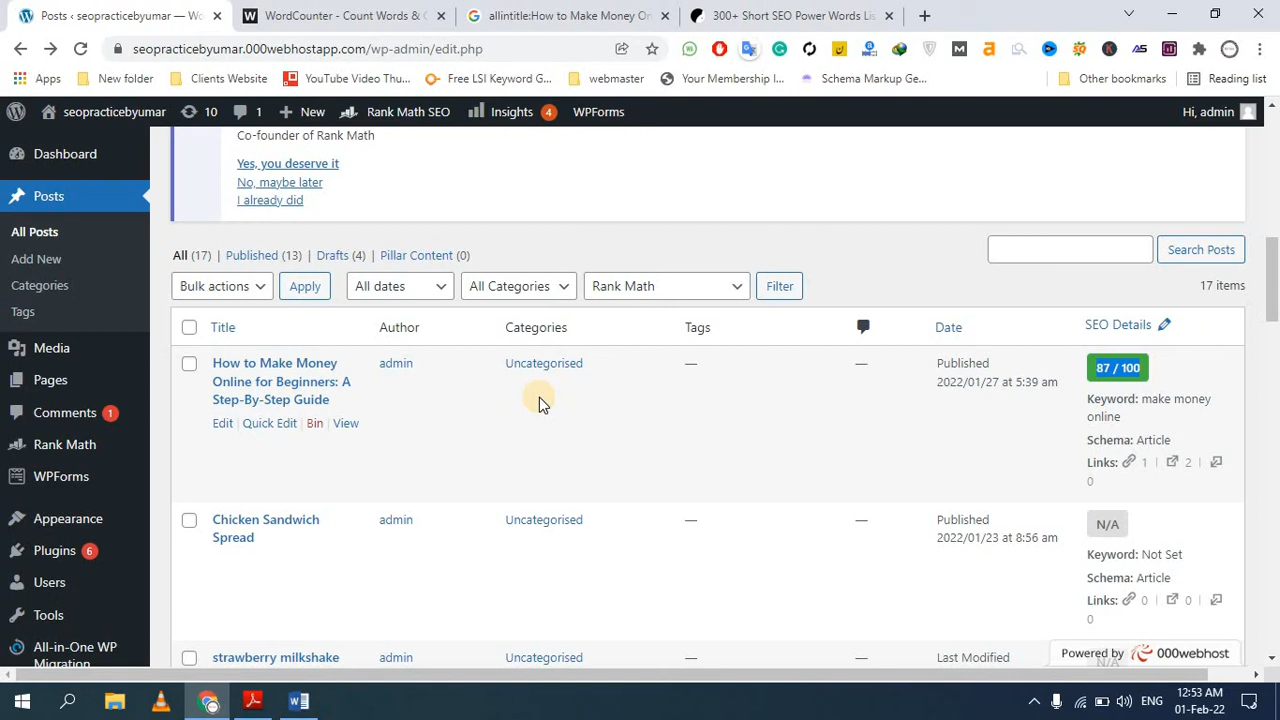 Posts ‹ seopracticebyumar — Wo
WordCounter - Count Words &
allintitle:How to Make Money On
300+ Short SEO Power Words Lis
seopracticebyumar.000webhostapp.com/wp-admin/edit.php
Apps
New folder
Clients Website
YouTube Video Thu...
Free LSI Keyword G...
webmaster
Your Membership I...
Schema Markup Ge...
Other bookmarks
Reading list
seopracticebyumar
10
1
New
Rank Math SEO
Insights 4
WPForms
Hi, admin
Dashboard
Posts
All Posts
Add New
Categories
Tags
Media
Pages
Comments 1
Rank Math
WPForms
Appearance
Plugins 6
Users
Tools
All-in-One WP
Migration
Co-founder of Rank Math
Yes, you deserve it
No, maybe later
I already did
All (17) | Published (13) | Drafts (4) | Pillar Content (0)
Search Posts
Bulk actions
Apply
All dates
All Categories
Rank Math
Filter
17 items
Title
Author
Categories
Tags
Date
SEO Details
How to Make Money
Online for Beginners: A
Step-By-Step Guide
Edit | Quick Edit | Bin | View
admin
Uncategorised
—
—
Published
2022/01/27 at 5:39 am
87 / 100
Keyword: make money
online
Schema: Article
Links: 1 | 2 |
0
Chicken Sandwich
Spread
admin
Uncategorised
—
—
Published
2022/01/23 at 8:56 am
N/A
Keyword: Not Set
Schema: Article
Links: 0 | 0 |
0
strawberry milkshake
admin
Uncategorised
—
—
Last Modified
N/A
Powered by 000webhost
ENG
12:53 AM
01-Feb-22